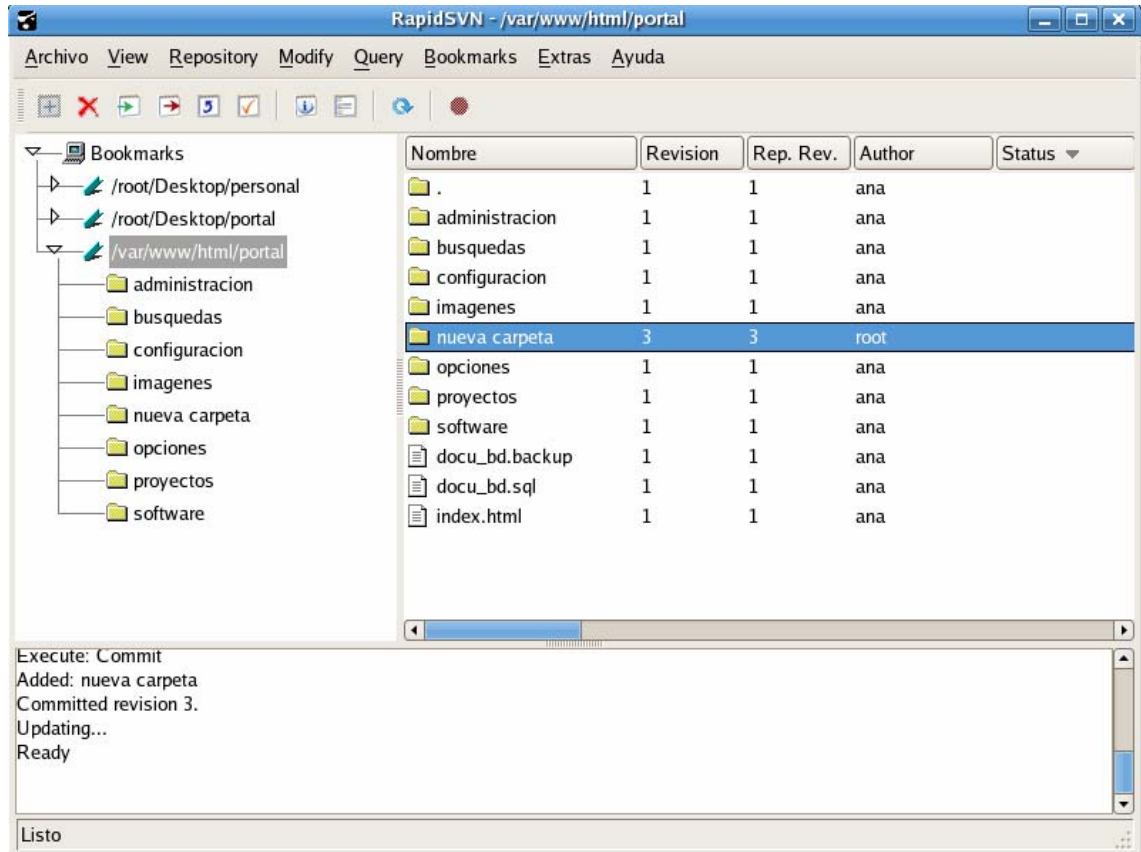 RapidSVN - /var/www/html/portal
Archivo View Repository Modify Query Bookmarks Extras Ayuda
Bookmarks
/root/Desktop/personal
/root/Desktop/portal
/var/www/html/portal
administracion
busquedas
configuracion
imagenes
nueva carpeta
opciones
proyectos
software
Nombre Revision Rep. Rev. Author Status
. 1 1 ana
administracion 1 1 ana
busquedas 1 1 ana
configuracion 1 1 ana
imagenes 1 1 ana
nueva carpeta 3 3 root
opciones 1 1 ana
proyectos 1 1 ana
software 1 1 ana
docu_bd.backup 1 1 ana
docu_bd.sql 1 1 ana
index.html 1 1 ana
Execute: Commit
Added: nueva carpeta
Committed revision 3.
Updating...
Ready
Listo